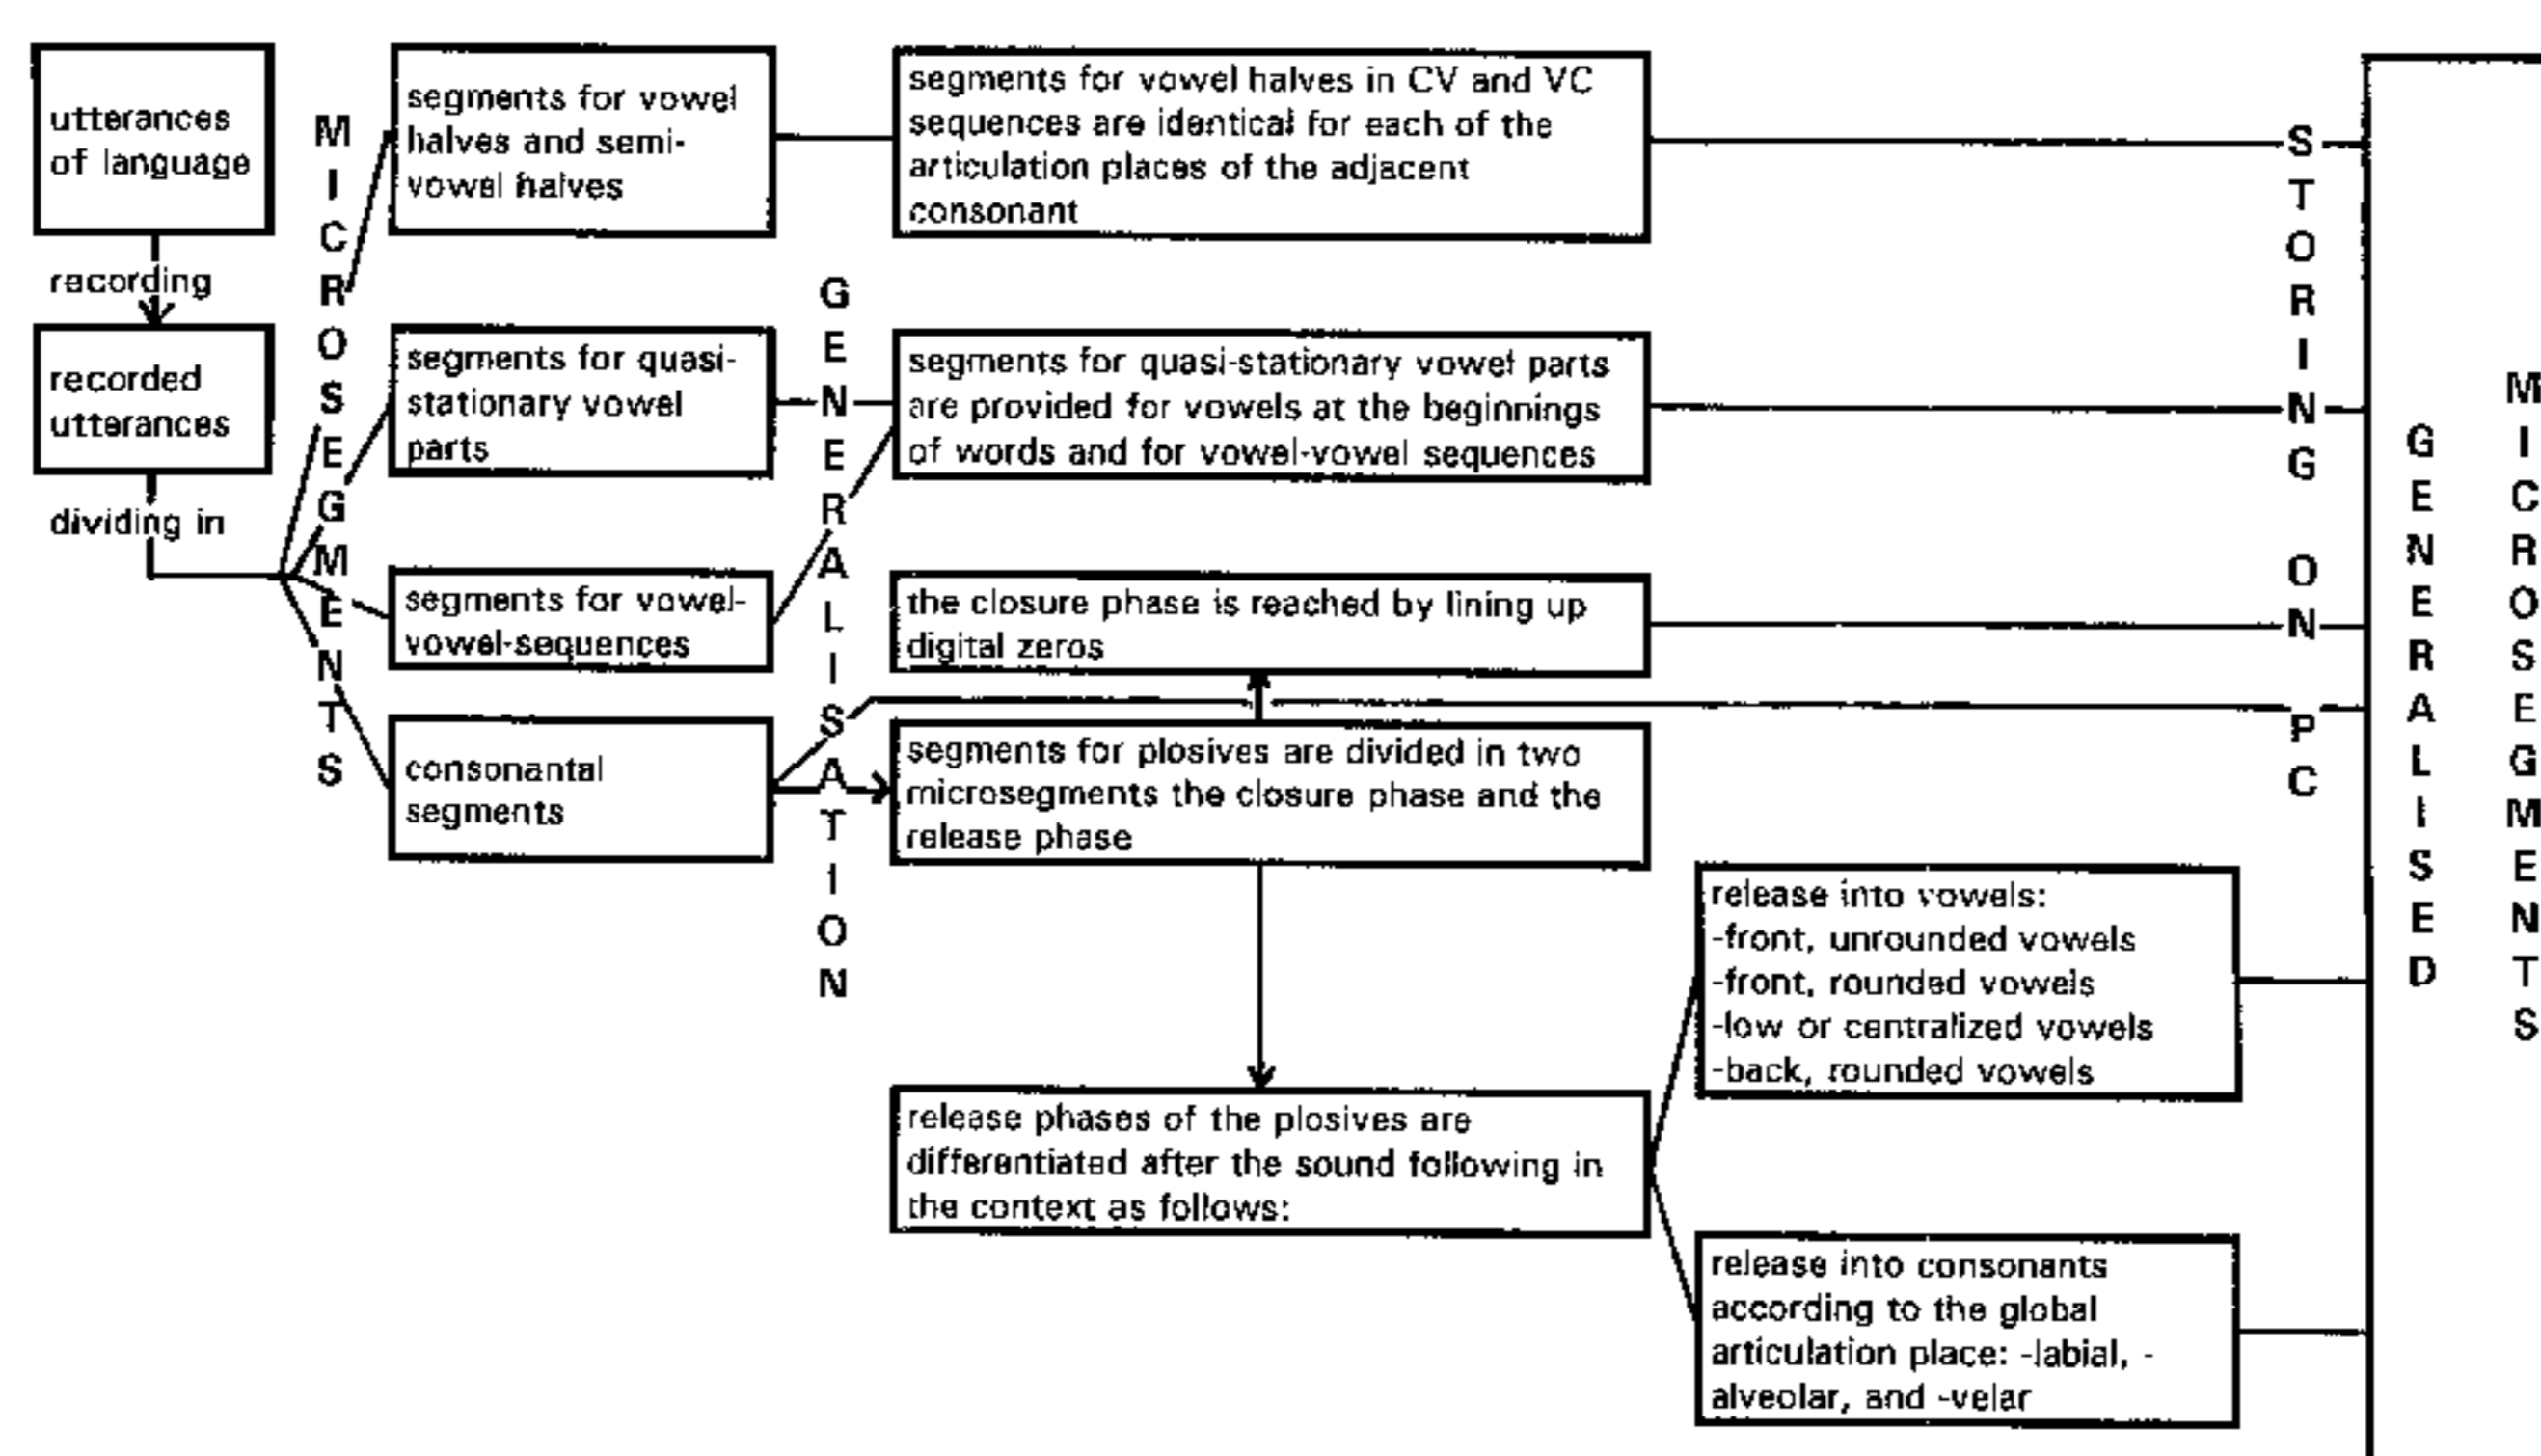 utterances
of language
recording
recorded
utterances
dividing in
MICROSEGMENTS
segments for vowel
halves and semi-
vowel halves
segments for quasi-
stationary vowel
parts
segments for vowel-
vowel-sequences
consonantal
segments
GENERALISATION
segments for vowel halves in CV and VC
sequences are identical for each of the
articulation places of the adjacent
consonant
segments for quasi-stationary vowel parts
are provided for vowels at the beginnings
of words and for vowel-vowel sequences
the closure phase is reached by lining up
digital zeros
segments for plosives are divided in two
microsegments the closure phase and the
release phase
release phases of the plosives are
differentiated after the sound following in
the context as follows:
release into vowels:
-front, unrounded vowels
-front, rounded vowels
-low or centralized vowels
-back, rounded vowels
release into consonants
according to the global
articulation place: -labial, -
alveolar, and -velar
STORING ON PC
GENERALISED
MICROSEGMENTS